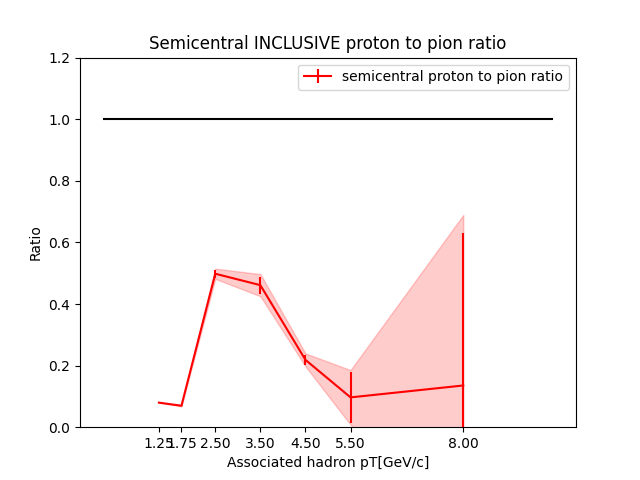 Semicentral INCLUSIVE proton to pion ratio
semicentral proton to pion ratio
1.2
1.0
0.8
0.6
0.4
0.2
0.0
Ratio
1.25 1.75 2.50 3.50 4.50 5.50 8.00
Associated hadron pT[GeV/c]